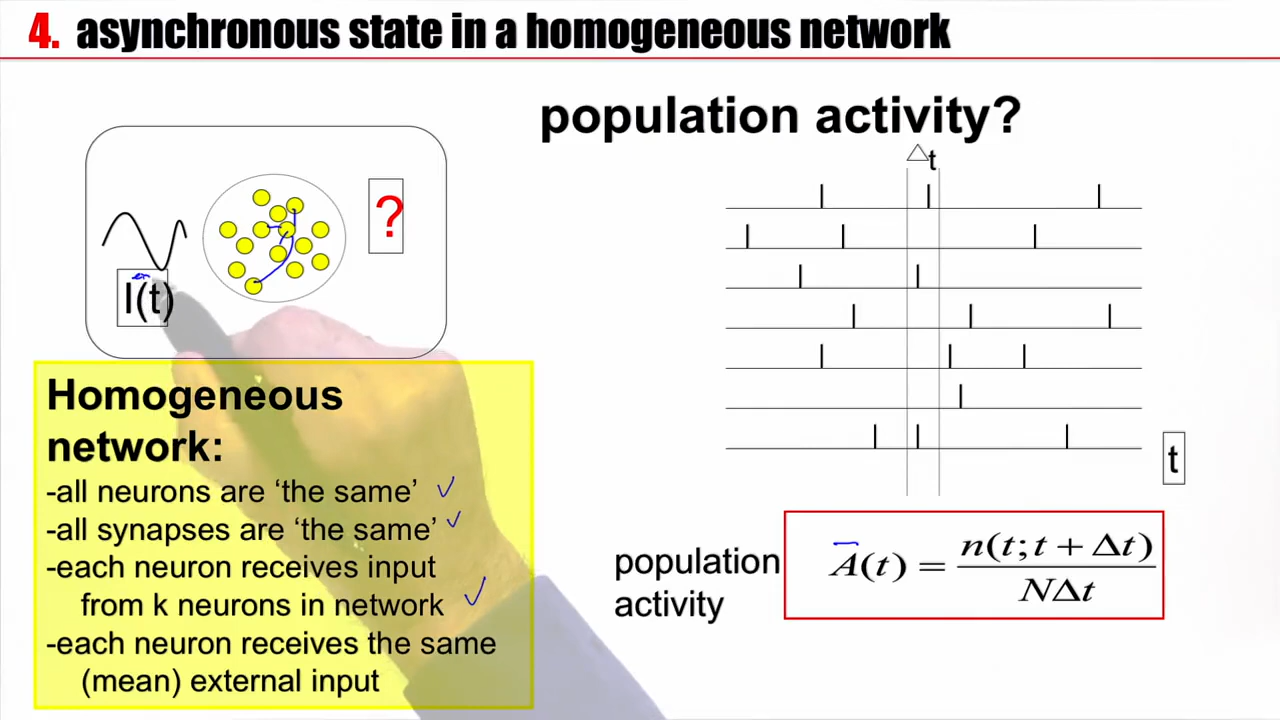 4. asynchronous state in a homogeneous network
population activity?
Δt
?
I(t)
Homogeneous
network:
-all neurons are ‘the same’
-all synapses are ‘the same’
-each neuron receives input
from k neurons in network
-each neuron receives the same
(mean) external input
t
population
activity
A(t) = n(t; t + Δt) / NΔt